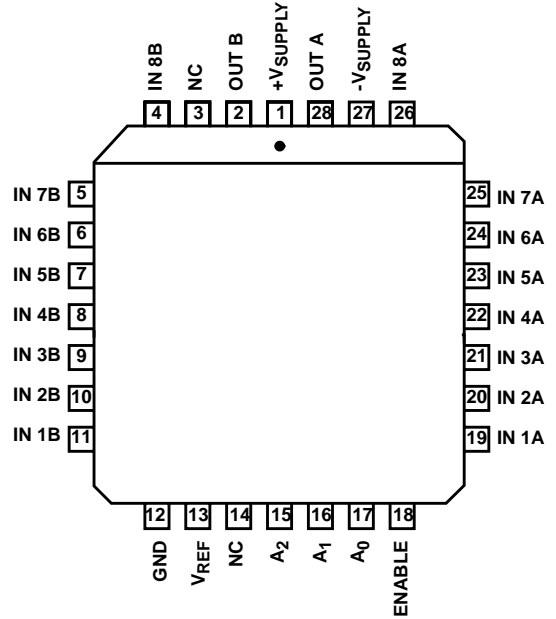 IN 8B
NC
OUT B
+VSUPPLY
OUT A
-VSUPPLY
IN 8A
4 3 2 1 28 27 26
IN 7B 5
IN 6B 6
IN 5B 7
IN 4B 8
IN 3B 9
IN 2B 10
IN 1B 11
25 IN 7A
24 IN 6A
23 IN 5A
22 IN 4A
21 IN 3A
20 IN 2A
19 IN 1A
12 13 14 15 16 17 18
GND
VREF
NC
A2
A1
A0
ENABLE